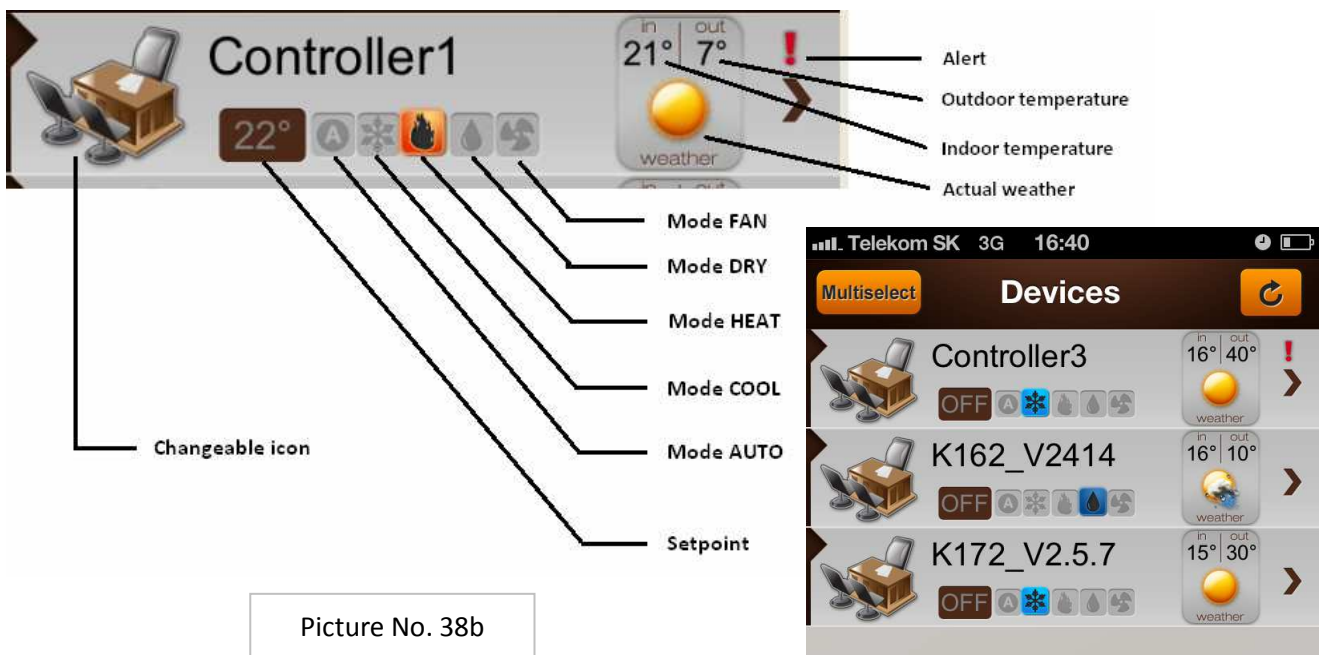 Controller1
in out
21° 7°
22° A
weather
in out
Alert
Outdoor temperature
Indoor temperature
Actual weather
Mode FAN
Mode DRY
Mode HEAT
Mode COOL
Mode AUTO
Setpoint
Changeable icon
Picture No. 38b
Telekom SK 3G 16:40
Multiselect Devices
Controller3
in out
16° 40°
OFF A
weather
K162_V2414
in out
16° 10°
OFF A
weather
K172_V2.5.7
in out
15° 30°
OFF A
weather